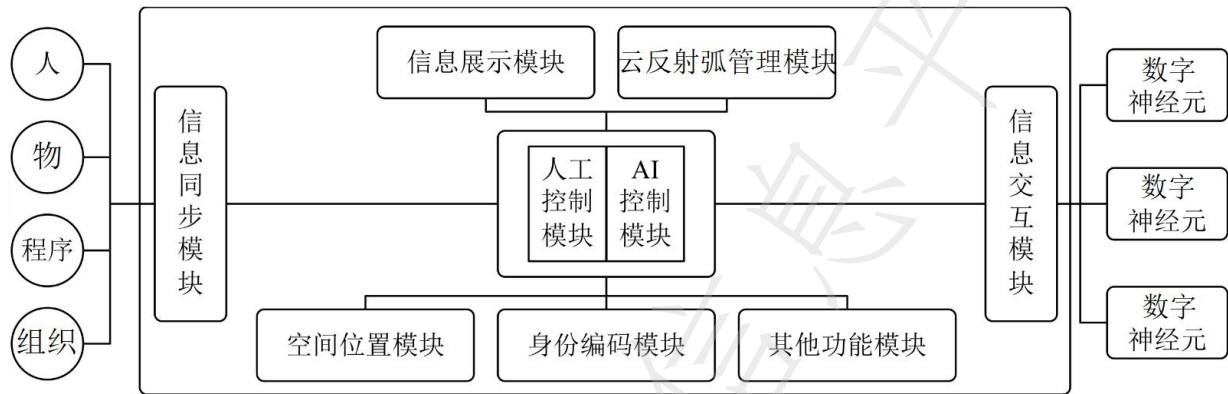 人
物
程序
组织
信
息
同
步
模
块
信息展示模块
云反射弧管理模块
人工
控制
模块
AI
控制
模块
空间位置模块
身份编码模块
其他功能模块
信
息
交
互
模
块
数字
神经元
数字
神经元
数字
神经元